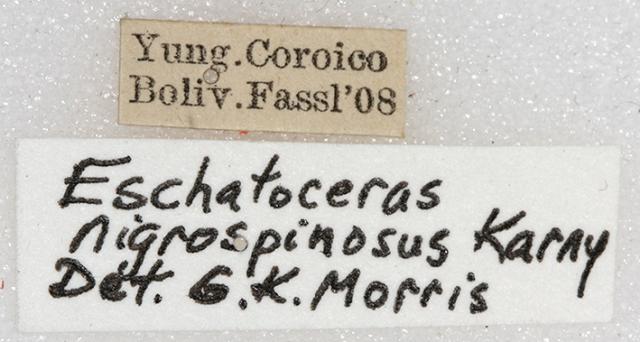 Yung.Coroico
Boliv.Fassl'08
Eschatoceras
nigrospinosus Karny
Det. G.K.Morris